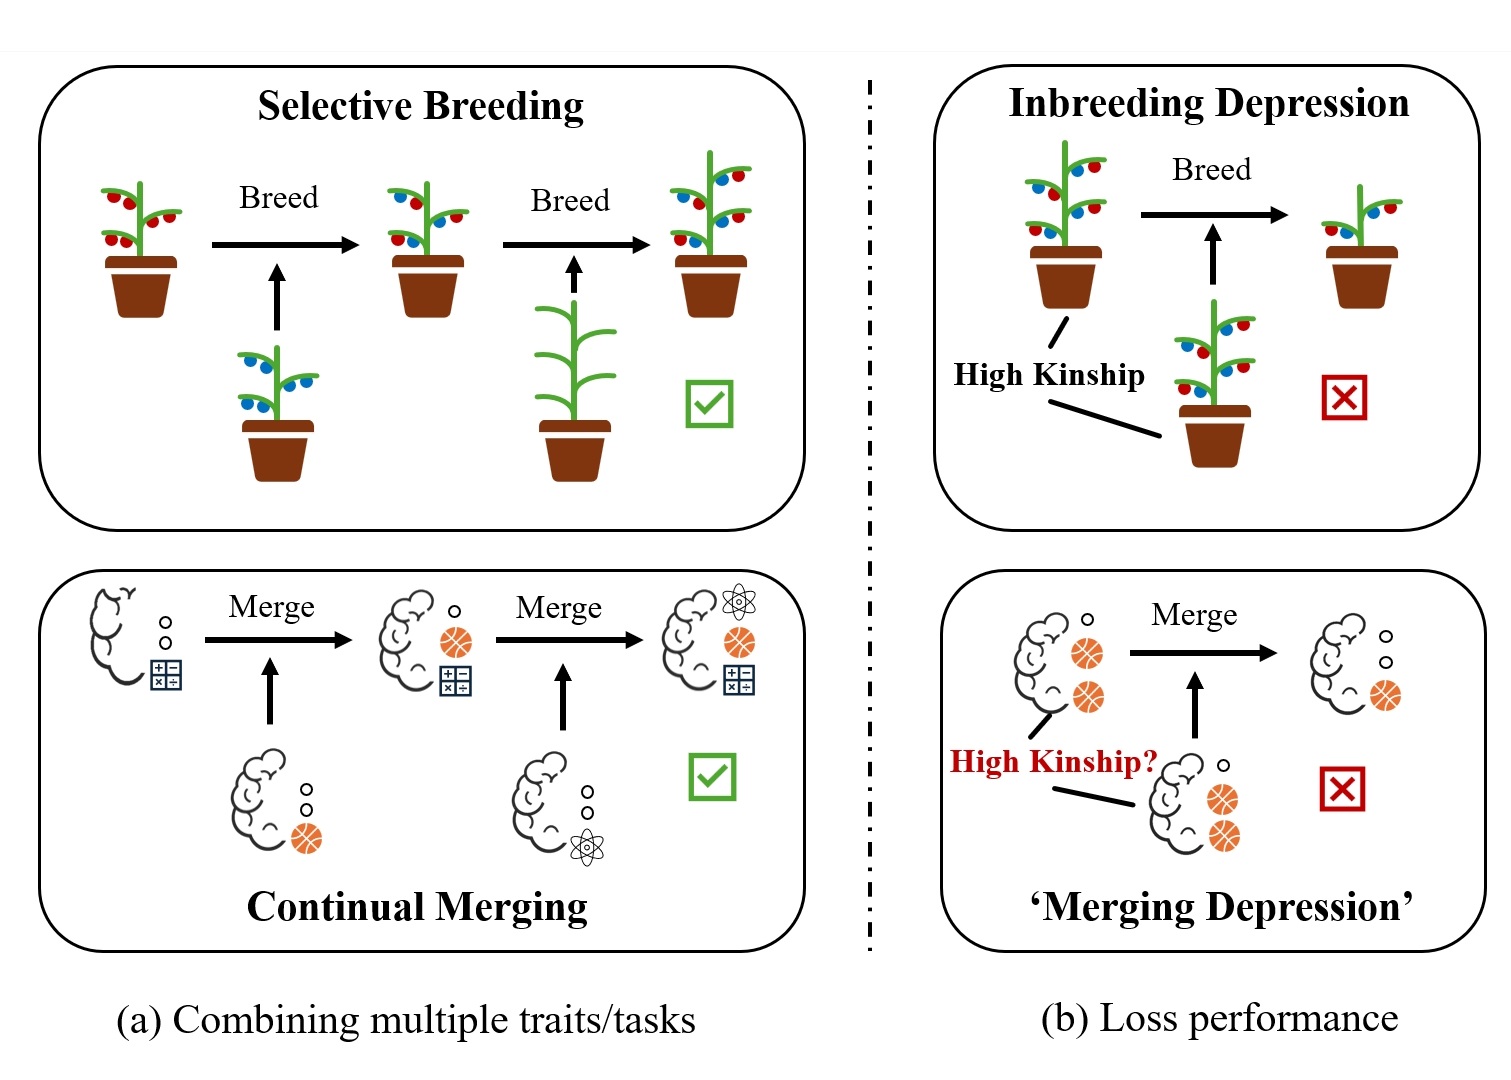 Selective Breeding
Breed
Breed
Merge
Merge
Continual Merging
(a) Combining multiple traits/tasks
Inbreeding Depression
Breed
High Kinship
Merge
High Kinship?
‘Merging Depression’
(b) Loss performance